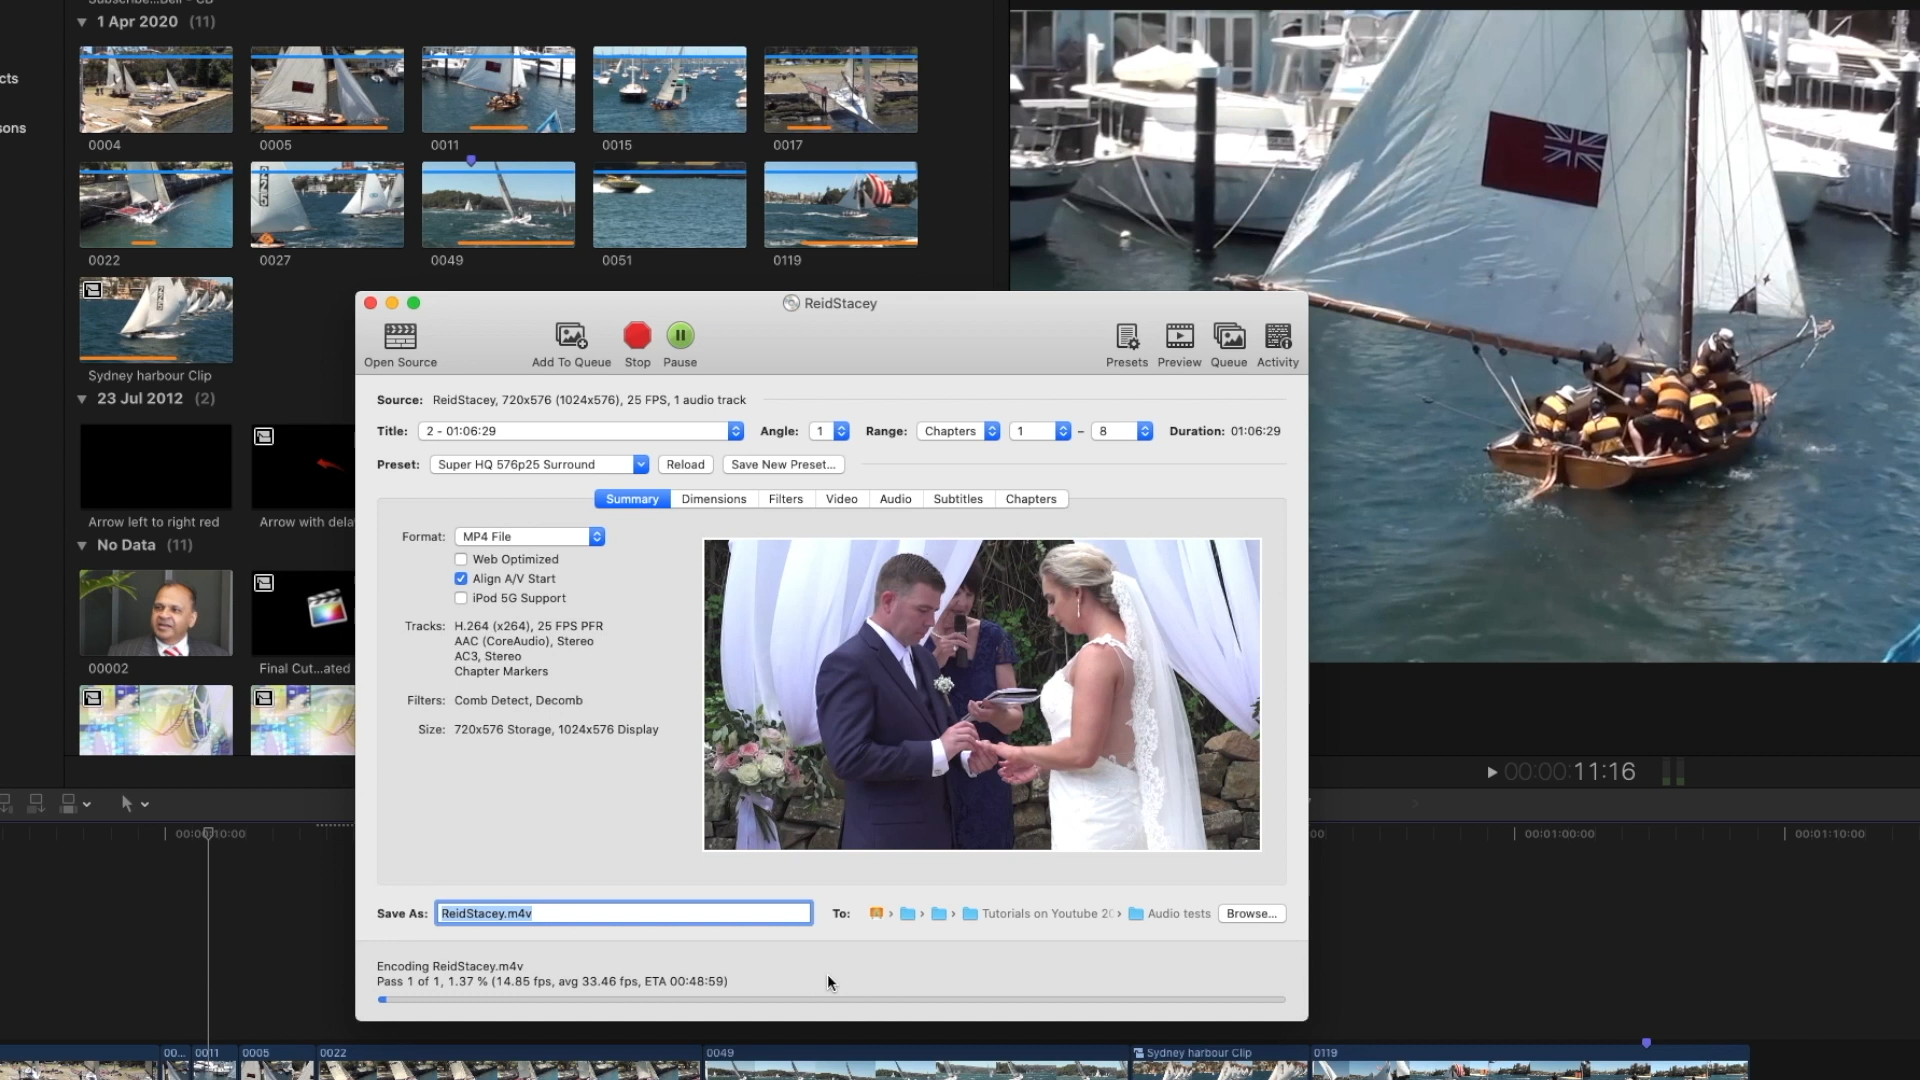 1 Apr 2020 (11)
cts
sons
0004
0005
0011
0015
0017
0022
0027
0049
0051
0119
Sydney harbour Clip
23 Jul 2012 (2)
Arrow left to right red
Arrow with dela
No Data (11)
00002
Final Cut...ated
ReidStacey
Open Source
Add To Queue
Stop
Pause
Presets
Preview
Queue
Activity
Source: ReidStacey, 720x576 (1024x576), 25 FPS, 1 audio track
Title: 2 - 01:06:29 Angle: 1 Range: Chapters 1 – 8 Duration: 01:06:29
Preset: Super HQ 576p25 Surround Reload Save New Preset...
Summary Dimensions Filters Video Audio Subtitles Chapters
Format: MP4 File
Web Optimized
Align A/V Start
iPod 5G Support
Tracks: H.264 (x264), 25 FPS PFR
AAC (CoreAudio), Stereo
AC3, Stereo
Chapter Markers
Filters: Comb Detect, Decomb
Size: 720x576 Storage, 1024x576 Display
Save As: ReidStacey.m4v To: › › › Tutorials on Youtube 20 › Audio tests Browse...
Encoding ReidStacey.m4v
Pass 1 of 1, 1.37 % (14.85 fps, avg 33.46 fps, ETA 00:48:59)
00:00:11:16
00:00:10:00
00:01:00:00
00:01:10:00
00...
0011
0005
0022
0049
Sydney harbour Clip
0119